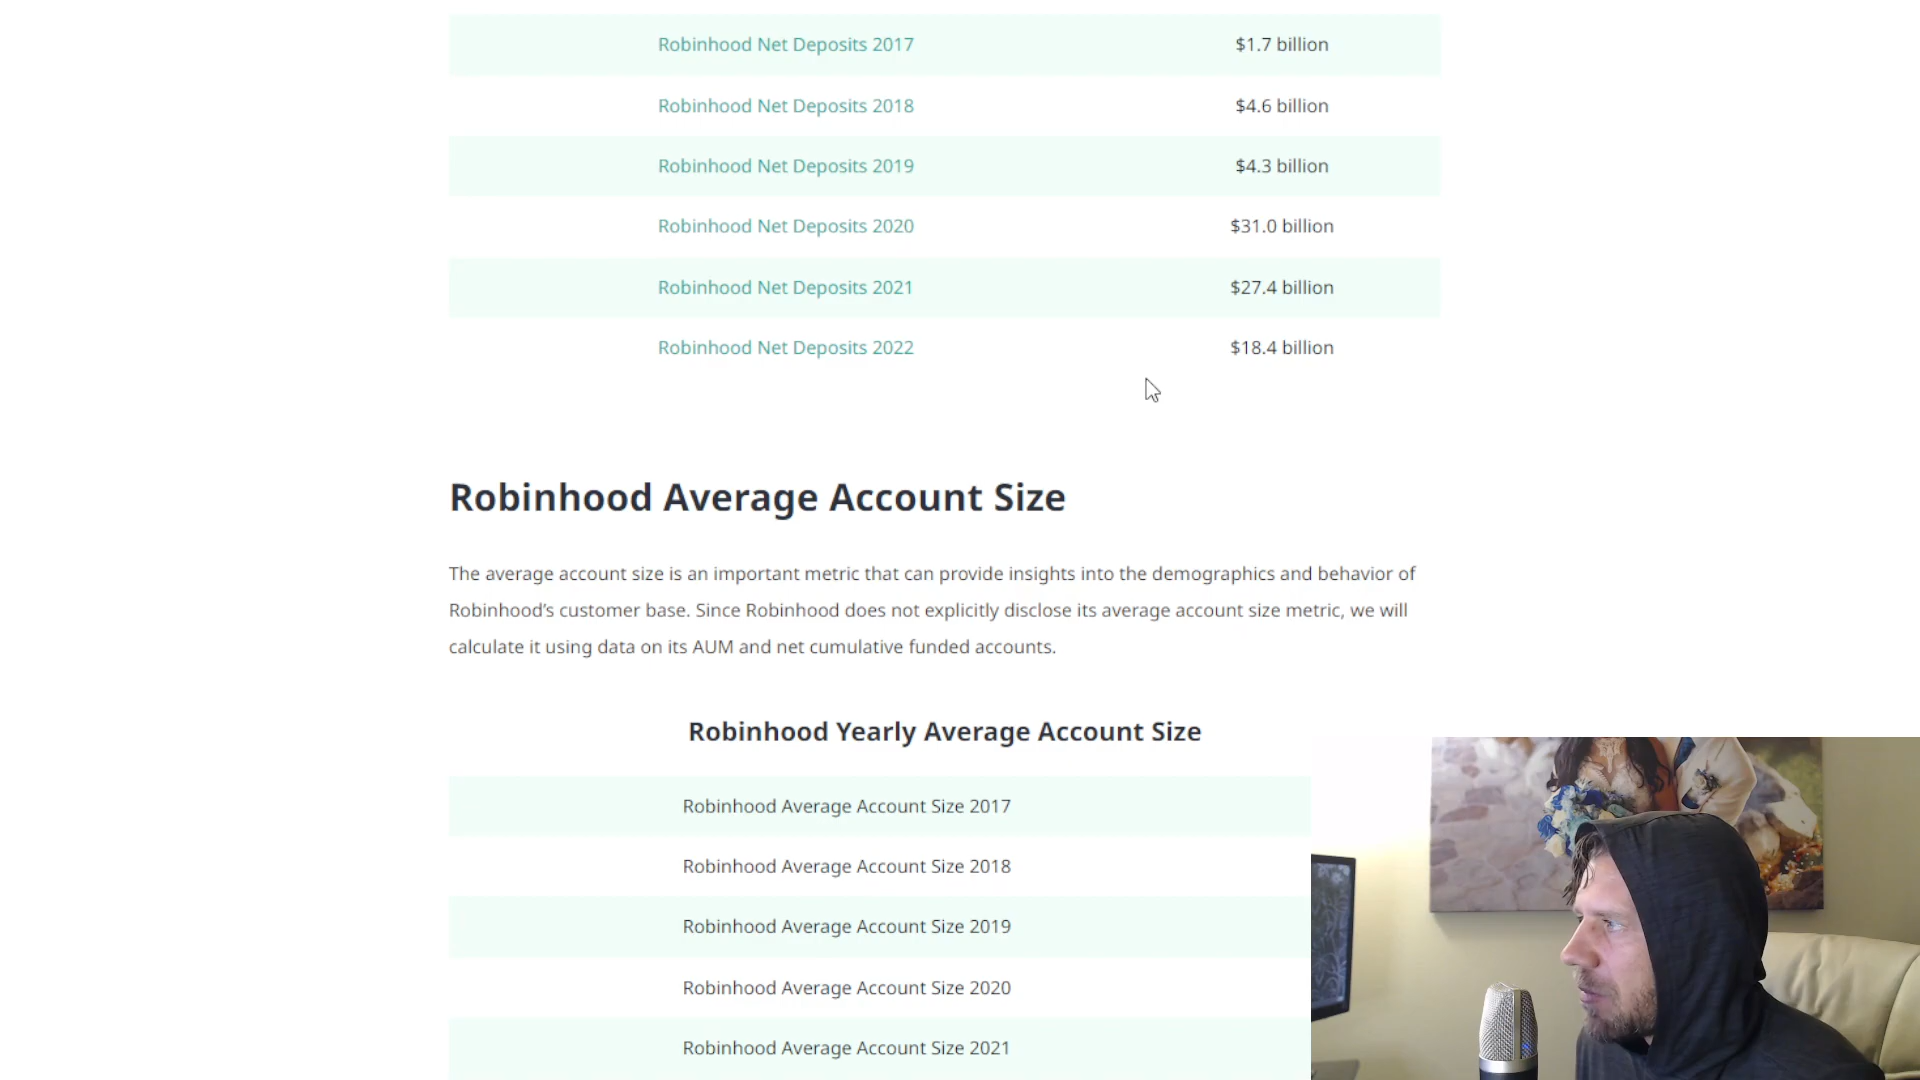 Robinhood Net Deposits 2017 $1.7 billion
Robinhood Net Deposits 2018 $4.6 billion
Robinhood Net Deposits 2019 $4.3 billion
Robinhood Net Deposits 2020 $31.0 billion
Robinhood Net Deposits 2021 $27.4 billion
Robinhood Net Deposits 2022 $18.4 billion
Robinhood Average Account Size
The average account size is an important metric that can provide insights into the demographics and behavior of
Robinhood’s customer base. Since Robinhood does not explicitly disclose its average account size metric, we will
calculate it using data on its AUM and net cumulative funded accounts.
Robinhood Yearly Average Account Size
Robinhood Average Account Size 2017
Robinhood Average Account Size 2018
Robinhood Average Account Size 2019
Robinhood Average Account Size 2020
Robinhood Average Account Size 2021